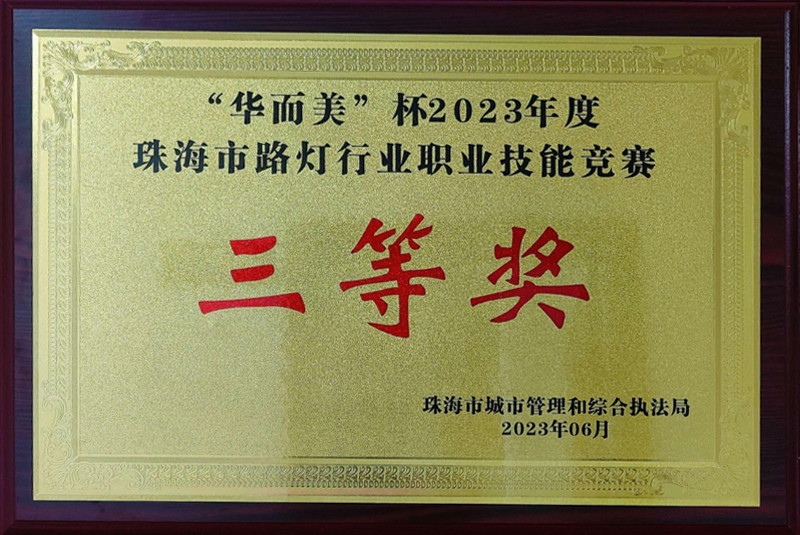 “华而美”杯2023年度
珠海市路灯行业职业技能竞赛
三等奖
珠海市城市管理和综合执法局
2023年06月